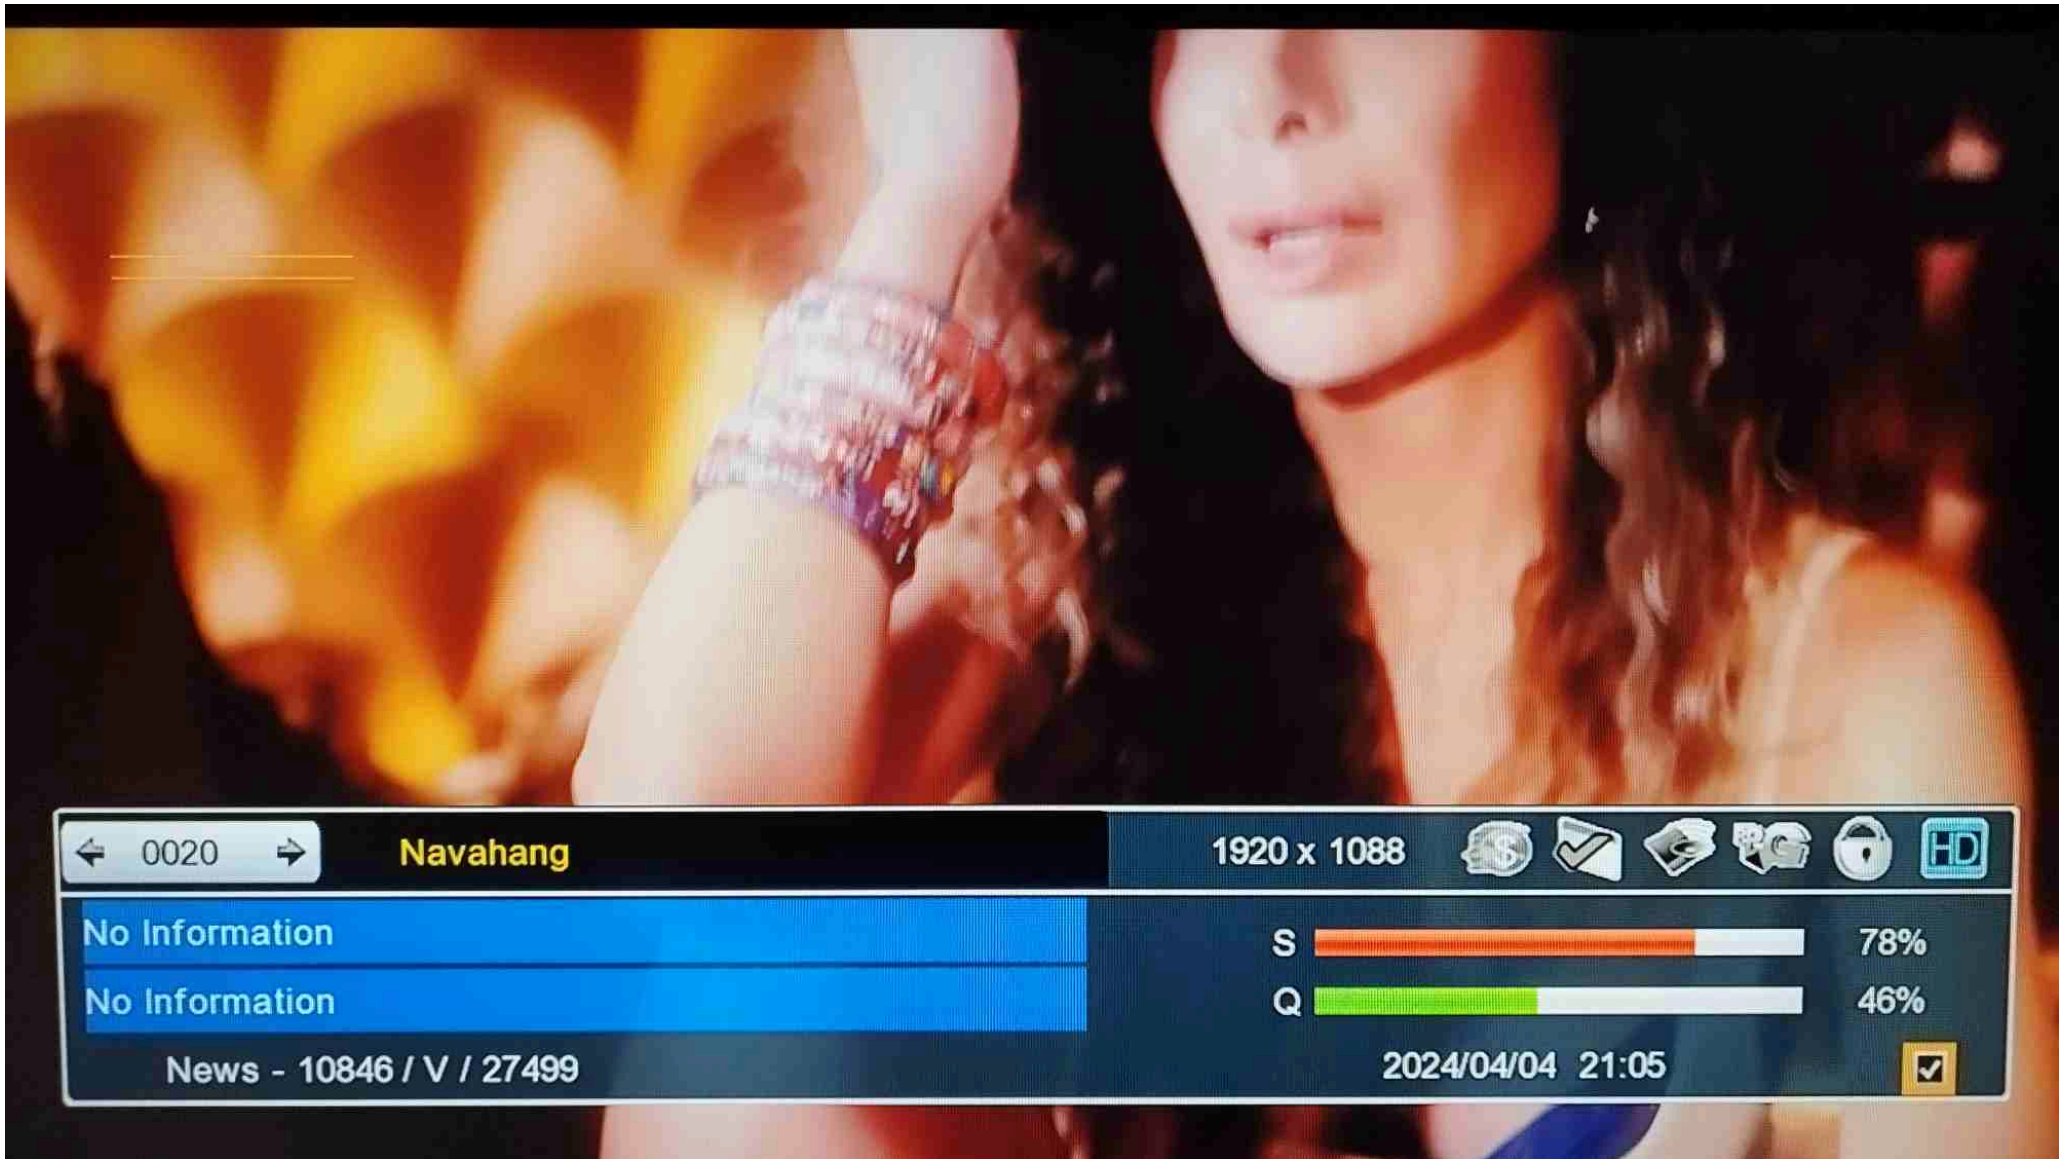 0020 Navahang 1920 x 1088 HD
No Information
S 78%
No Information
Q 46%
News - 10846 / V / 27499 2024/04/04 21:05